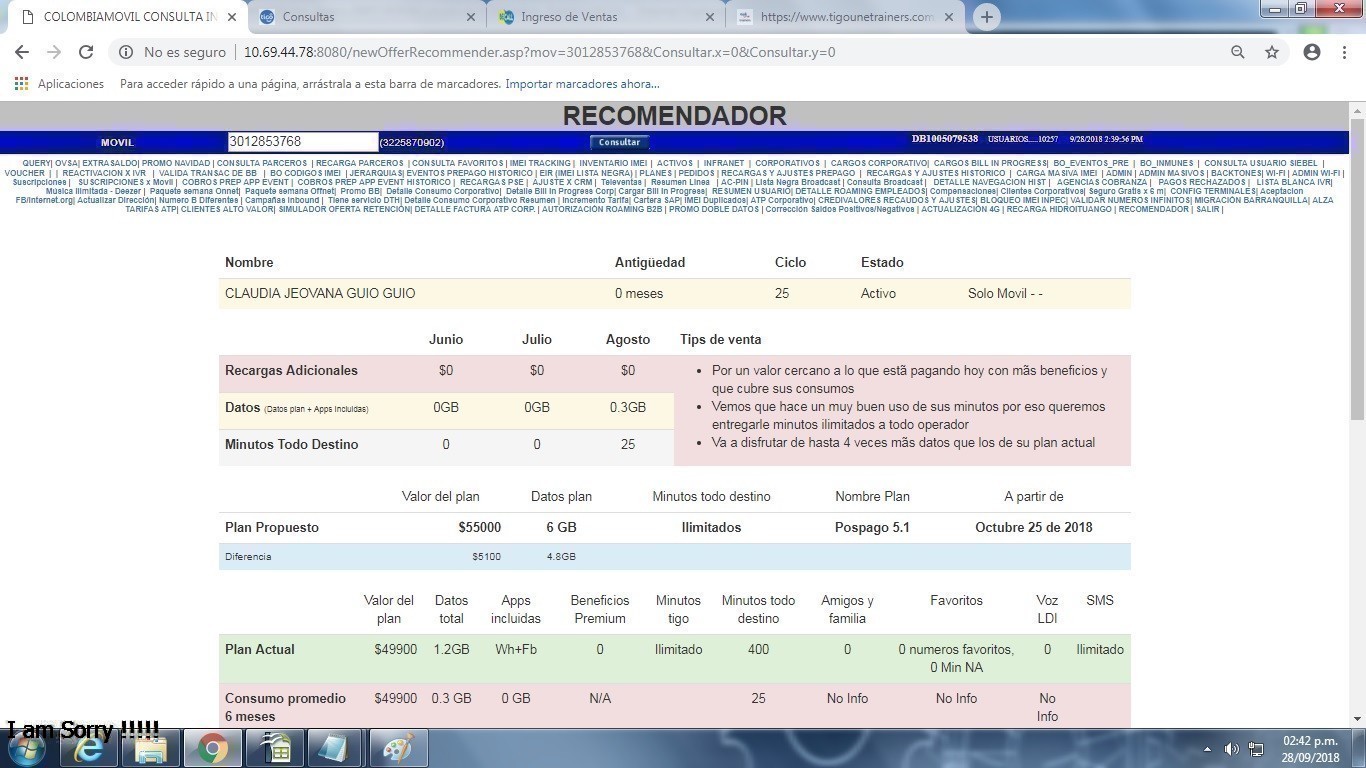 COLOMBIAMOVIL CONSULTA IN
Consultas
Ingreso de Ventas
https://www.tigounetrainers.com
No es seguro
10.69.44.78:8080/newOfferRecommender.asp?mov=3012853768&Consultar.x=0&Consultar.y=0
Aplicaciones
Para acceder rápido a una página, arrástrala a esta barra de marcadores. Importar marcadores ahora...
RECOMENDADOR
MOVIL 3012853768 (3225870902) Consultar DB1005079538 USUARIOS.....10257 9/28/2018 2:39:56 PM
QUERY| OVSA| EXTRASALDO| PROMO NAVIDAD | CONSULTA PARCEROS | RECARGA PARCEROS | CONSULTA FAVORITOS | IMEI TRACKING | INVENTARIO IMEI | ACTIVOS | INFRANET | CORPORATIVOS | CARGOS CORPORATIVO| CARGOS BILL IN PROGRESS| BO_EVENTOS_PRE | BO_INMUNES | CONSULTA USUARIO SIEBEL |
VOUCHER | | REACTIVACION X IVR | VALIDA TRANSAC DE BB | BO CODIGOS IMEI | JERARQUIAS| EVENTOS PREPAGO HISTORICO | EIR (IMEI LISTA NEGRA) | PLANES | PEDIDOS | RECARGAS Y AJUSTES PREPAGO | RECARGAS Y AJUSTES HISTORICO | CARGA MASIVA IMEI | ADMIN | ADMIN MASIVOS | BACKTONES| WI-FI | ADMIN WI-FI |
Suscripciones | SUSCRIPCIONES x Movil | COBROS PREP APP EVENT | COBROS PREP APP EVENT HISTORICO | RECARGAS PSE | AJUSTE X CRM | Televentas | Resumen Linea | AC-PIN | Lista Negra Broadcast | Consulta Broadcast | DETALLE NAVEGACION HIST | AGENCIAS COBRANZA | PAGOS RECHAZADOS | LISTA BLANCA IVR|
Musica Ilimitada - Deezer | Paquete semana Onnet| Paquete semana Offnet| Promo BB| Detalle Consumo Corporativo| Detalle Bill In Progress Corp| Cargar Bill In Progress| RESUMEN USUARIO| DETALLE ROAMING EMPLEADOS| Compensaciones| Clientes Corporativos| Seguro Gratis x 6 m| CONFIG TERMINALES| Aceptacion
FB/internet.org| Actualizar Dirección| Numero B Diferentes | Campañas Inbound | Tiene servicio DTH| Detalle Consumo Corporativo Resumen | Incremento Tarifa| Cartera SAP| IMEI Duplicados| ATP Corporativo| CREDIVALORES RECAUDOS Y AJUSTES| BLOQUEO IMEI INPEC| VALIDAR NUMEROS INFINITOS| MIGRACIÓN BARRANQUILLA| ALZA
TARIFAS ATP| CLIENTES ALTO VALOR| SIMULADOR OFERTA RETENCIÓN| DETALLE FACTURA ATP CORP. | AUTORIZACIÓN ROAMING B2B | PROMO DOBLE DATOS | Corrección Saldos Positivos/Negativos | ACTUALIZACIÓN 4G | RECARGA HIDROITUANGO | RECOMENDADOR | SALIR |
Nombre Antigüedad Ciclo Estado
CLAUDIA JEOVANA GUIO GUIO 0 meses 25 Activo Solo Movil - -
Junio Julio Agosto Tips de venta
Recargas Adicionales $0 $0 $0
Datos (Datos plan + Apps incluidas) 0GB 0GB 0.3GB
Minutos Todo Destino 0 0 25
• Por un valor cercano a lo que estã pagando hoy con mãs beneficios y
que cubre sus consumos
• Vemos que hace un muy buen uso de sus minutos por eso queremos
entregarle minutos ilimitados a todo operador
• Va a disfrutar de hasta 4 veces mãs datos que los de su plan actual
Valor del plan Datos plan Minutos todo destino Nombre Plan A partir de
Plan Propuesto $55000 6 GB Ilimitados Pospago 5.1 Octubre 25 de 2018
Diferencia $5100 4.8GB
Valor del Datos Apps Beneficios Minutos Minutos todo Amigos y Favoritos Voz SMS
plan total incluidas Premium tigo destino familia LDI
Plan Actual $49900 1.2GB Wh+Fb 0 Ilimitado 400 0 0 numeros favoritos, 0 Ilimitado
0 Min NA
Consumo promedio $49900 0.3 GB 0 GB N/A 25 No Info No Info No
6 meses Info
I am Sorry !!!!!
02:42 p.m.
28/09/2018